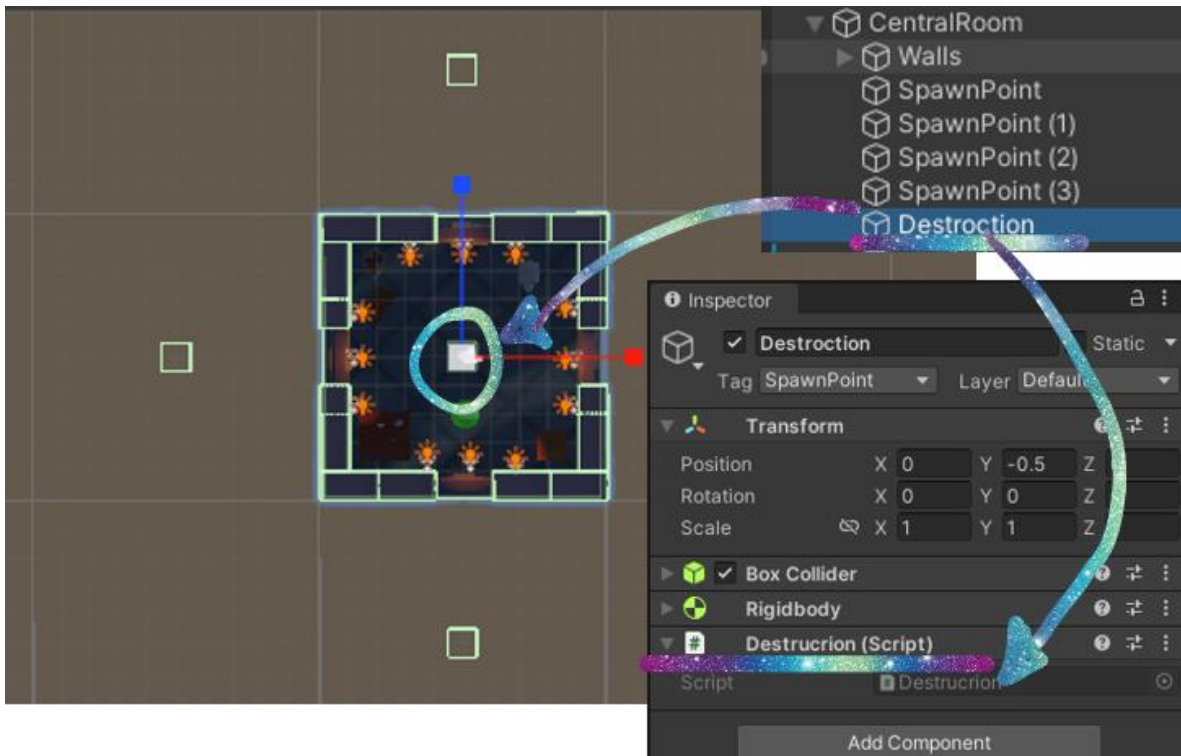 CentralRoom
Walls
SpawnPoint
SpawnPoint (1)
SpawnPoint (2)
SpawnPoint (3)
Destroction
Inspector
Destroction Static
Tag SpawnPoint Layer
Transform
Position X 0 Y -0.5 Z
Rotation X 0 Y 0 Z
Scale X 1 Y 1 Z
Box Collider
Rigidbody
# Destrucrion (Script)
Script Destrucrion
Add Component